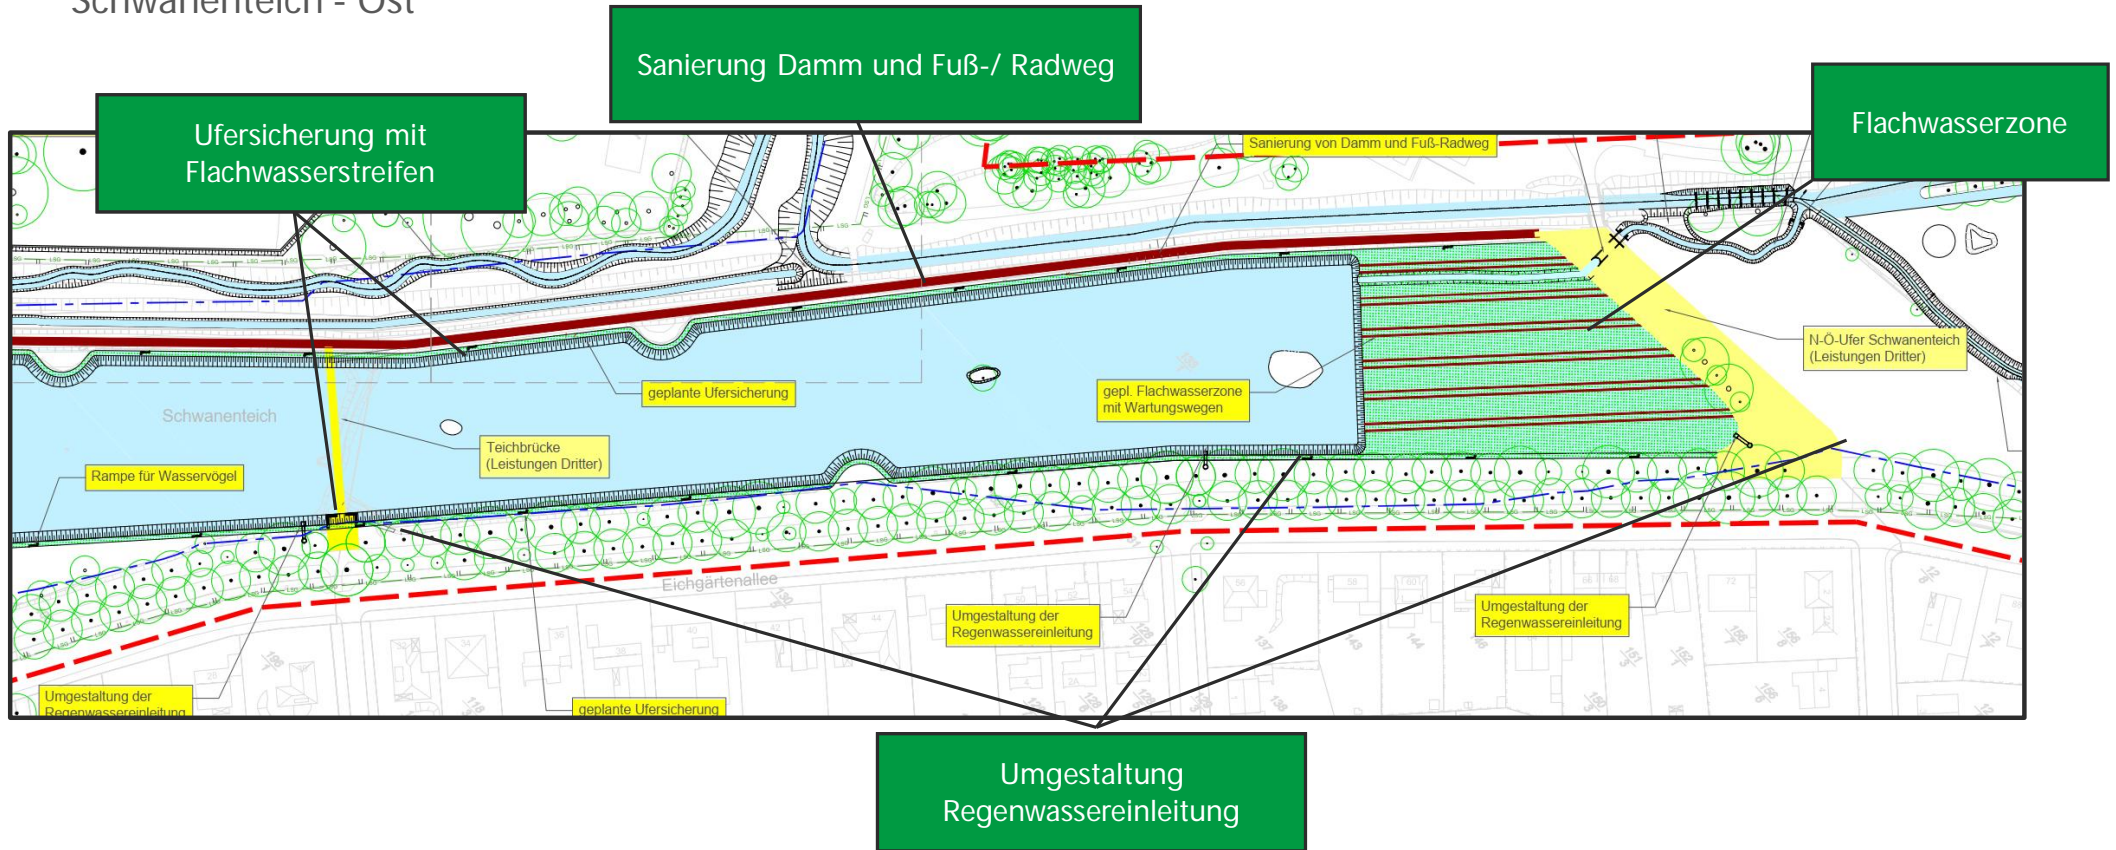 Schwanenteich - Ost
Sanierung Damm und Fuß-/ Radweg
Flachwasserzone
Ufersicherung mit
Flachwasserstreifen
Sanierung von Damm und Fuß-Radweg
N-Ö-Ufer Schwanenteich
(Leistungen Dritter)
geplante Ufersicherung
gepl. Flachwasserzone
mit Wartungswegen
Schwanenteich
Teichbrücke
(Leistungen Dritter)
Rampe für Wasservögel
Eichgärtenallee
Umgestaltung der
Regenwassereinleitung
Umgestaltung der
Regenwassereinleitung
Umgestaltung der
Regenwassereinleitung
geplante Ufersicherung
Umgestaltung
Regenwassereinleitung